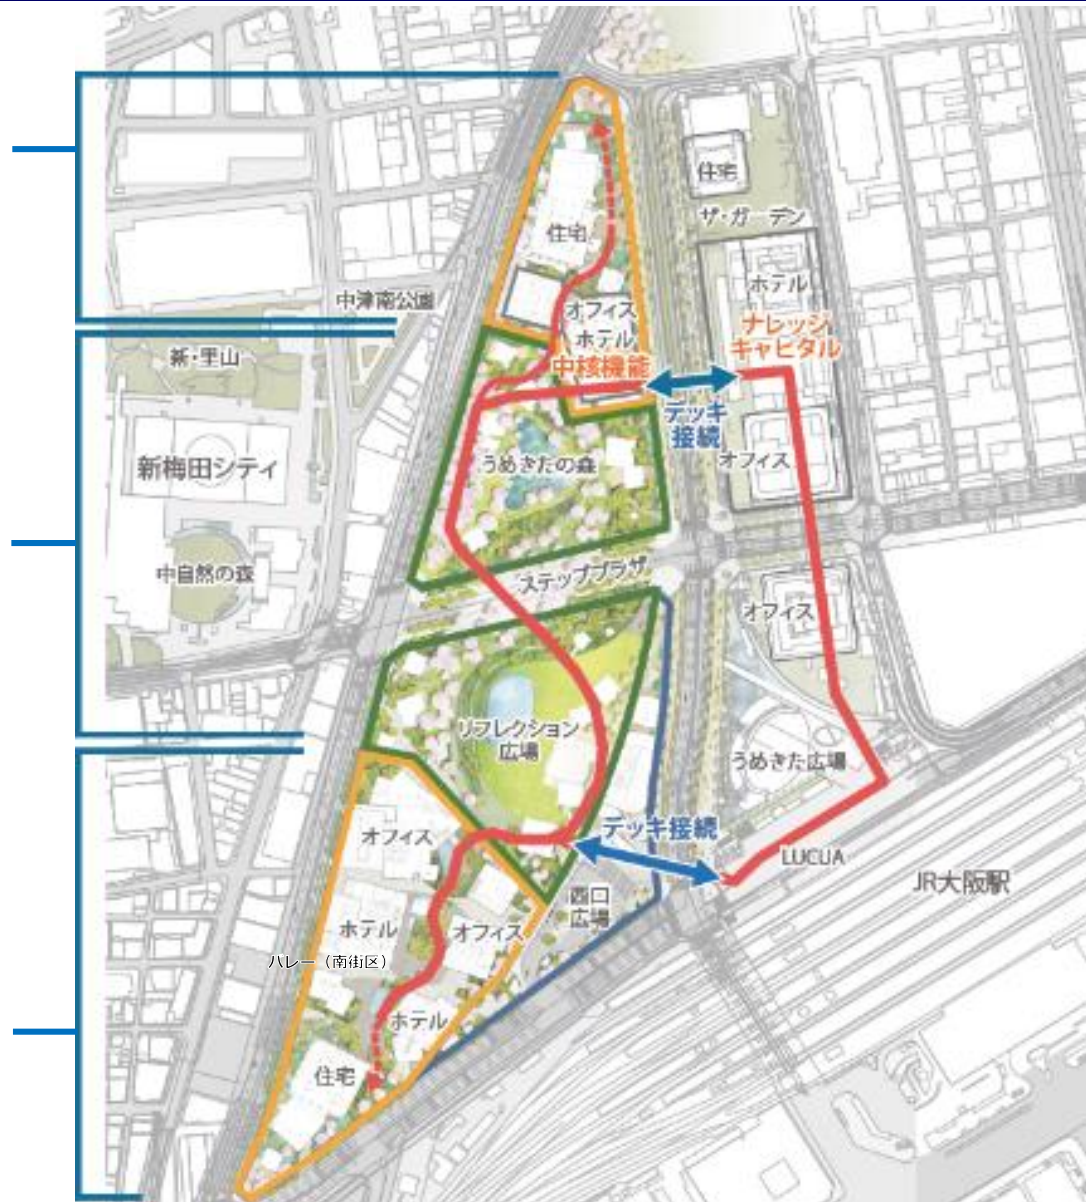 住宅
ザ・ガーデン
住宅
ホテル
中津南公園
オフィス
ホテル
中核機能
ナレッジ
キャピタル
新・里山
デッキ
接続
オフィス
新梅田シティ
うめきたの森
中自然の森
ステッププラザ
オフィス
リフレクション
広場
うめきた広場
オフィス
デッキ接続
LUCUA
JR大阪駅
西口
広場
ホテル
オフィス
バレー（南街区）
ホテル
住宅